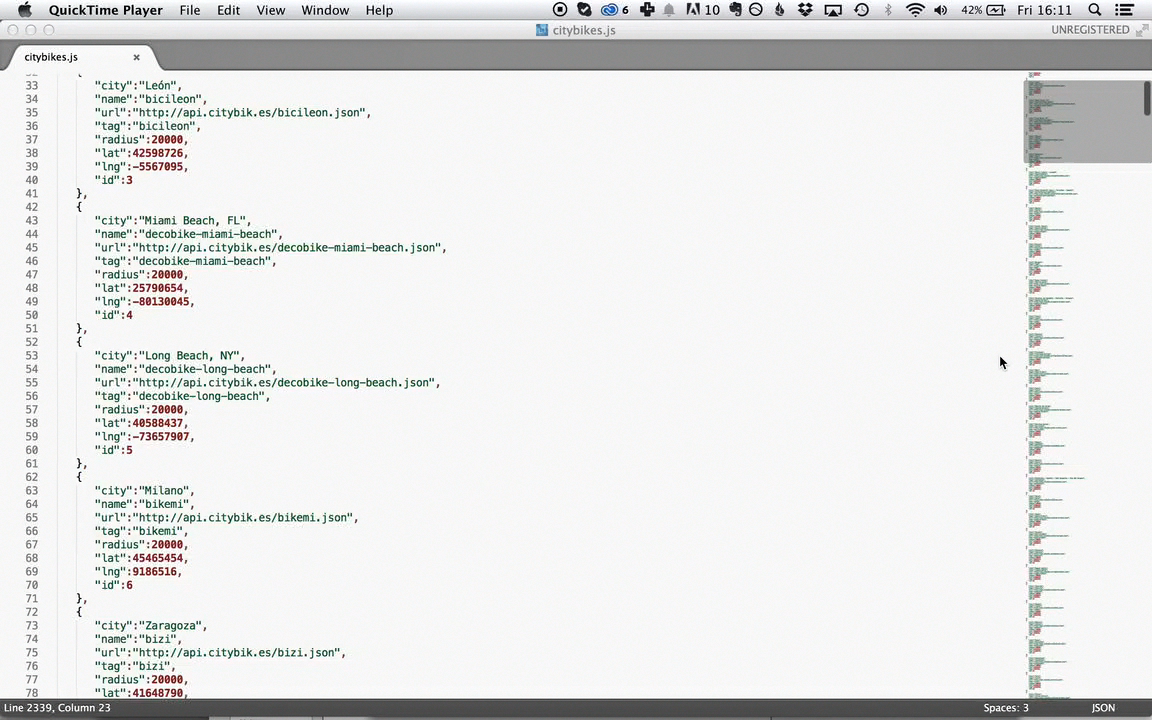 QuickTime Player File Edit View Window Help 6 10 42% Fri 16:11
citybikes.js UNREGISTERED
citybikes.js
33 "city":"León",
34 "name":"bicileon",
35 "url":"http://api.citybik.es/bicileon.json",
36 "tag":"bicileon",
37 "radius":20000,
38 "lat":42598726,
39 "lng":-5567095,
40 "id":3
41 },
42 {
43 "city":"Miami Beach, FL",
44 "name":"decobike-miami-beach",
45 "url":"http://api.citybik.es/decobike-miami-beach.json",
46 "tag":"decobike-miami-beach",
47 "radius":20000,
48 "lat":25790654,
49 "lng":-80130045,
50 "id":4
51 },
52 {
53 "city":"Long Beach, NY",
54 "name":"decobike-long-beach",
55 "url":"http://api.citybik.es/decobike-long-beach.json",
56 "tag":"decobike-long-beach",
57 "radius":20000,
58 "lat":40588437,
59 "lng":-73657907,
60 "id":5
61 },
62 {
63 "city":"Milano",
64 "name":"bikemi",
65 "url":"http://api.citybik.es/bikemi.json",
66 "tag":"bikemi",
67 "radius":20000,
68 "lat":45465454,
69 "lng":9186516,
70 "id":6
71 },
72 {
73 "city":"Zaragoza",
74 "name":"bizi",
75 "url":"http://api.citybik.es/bizi.json",
76 "tag":"bizi",
77 "radius":20000,
78 "lat":41648790,
Line 2339, Column 23 Spaces: 3 JSON